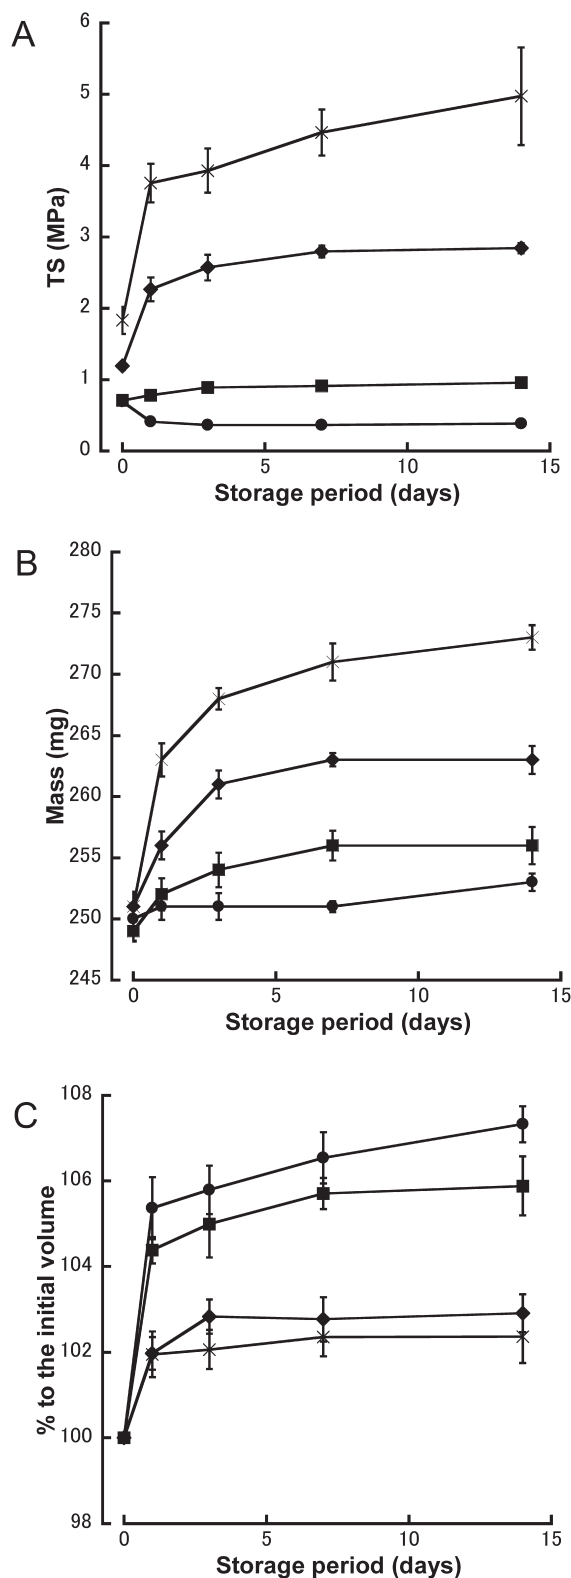 A
6
5
4
3
2
1
0
TS (MPa)
0 5 10 15
Storage period (days)
B
280
275
270
265
260
255
250
245
Mass (mg)
0 5 10 15
Storage period (days)
C
108
106
104
102
100
98
% to the initial volume
0 5 10 15
Storage period (days)